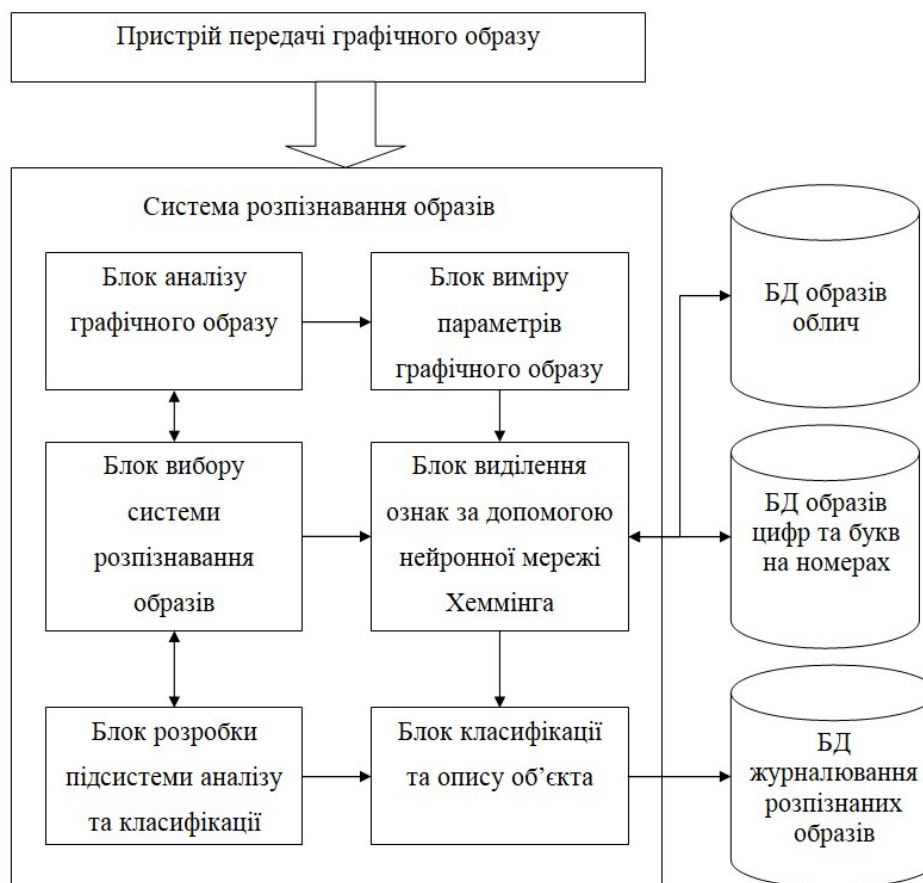 Пристрій передачі графічного образу
Система розпізнавання образів
Блок аналізу
графічного образу
Блок виміру
параметрів
графічного образу
БД образів
облич
Блок вибору
системи
розпізнавання
образів
Блок виділення
ознак за допомогою
нейронної мережі
Хеммінга
БД образів
цифр та букв
на номерах
Блок розробки
підсистеми аналізу
та класифікації
Блок класифікації
та опису об’єкта
БД
журналювання
розпізнаних
образів